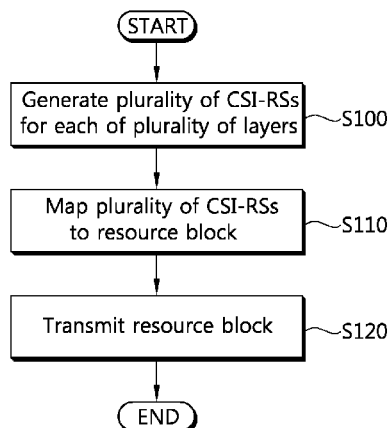 START
Generate plurality of CSI-RSs
for each of plurality of layers
S100
Map plurality of CSI-RSs
to resource block
S110
Transmit resource block
S120
END